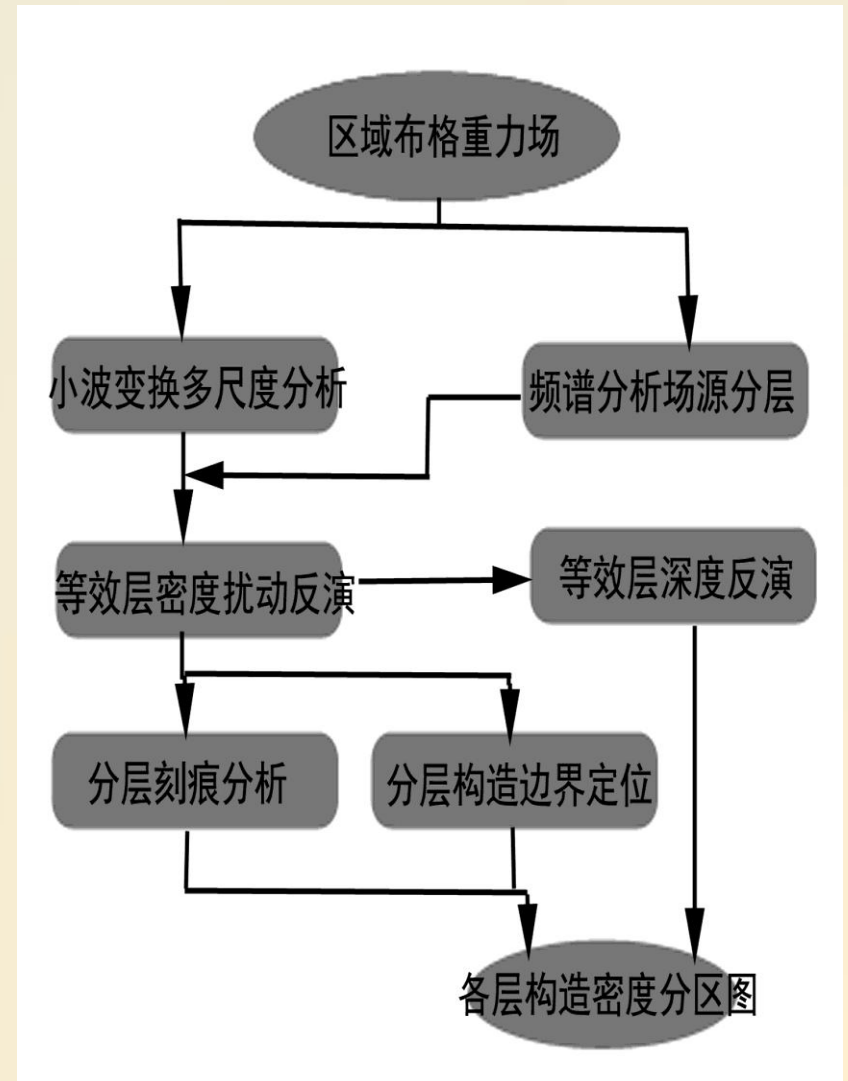 区域布格重力场
小波变换多尺度分析
频谱分析场源分层
等效层密度扰动反演
等效层深度反演
分层刻痕分析
分层构造边界定位
各层构造密度分区图